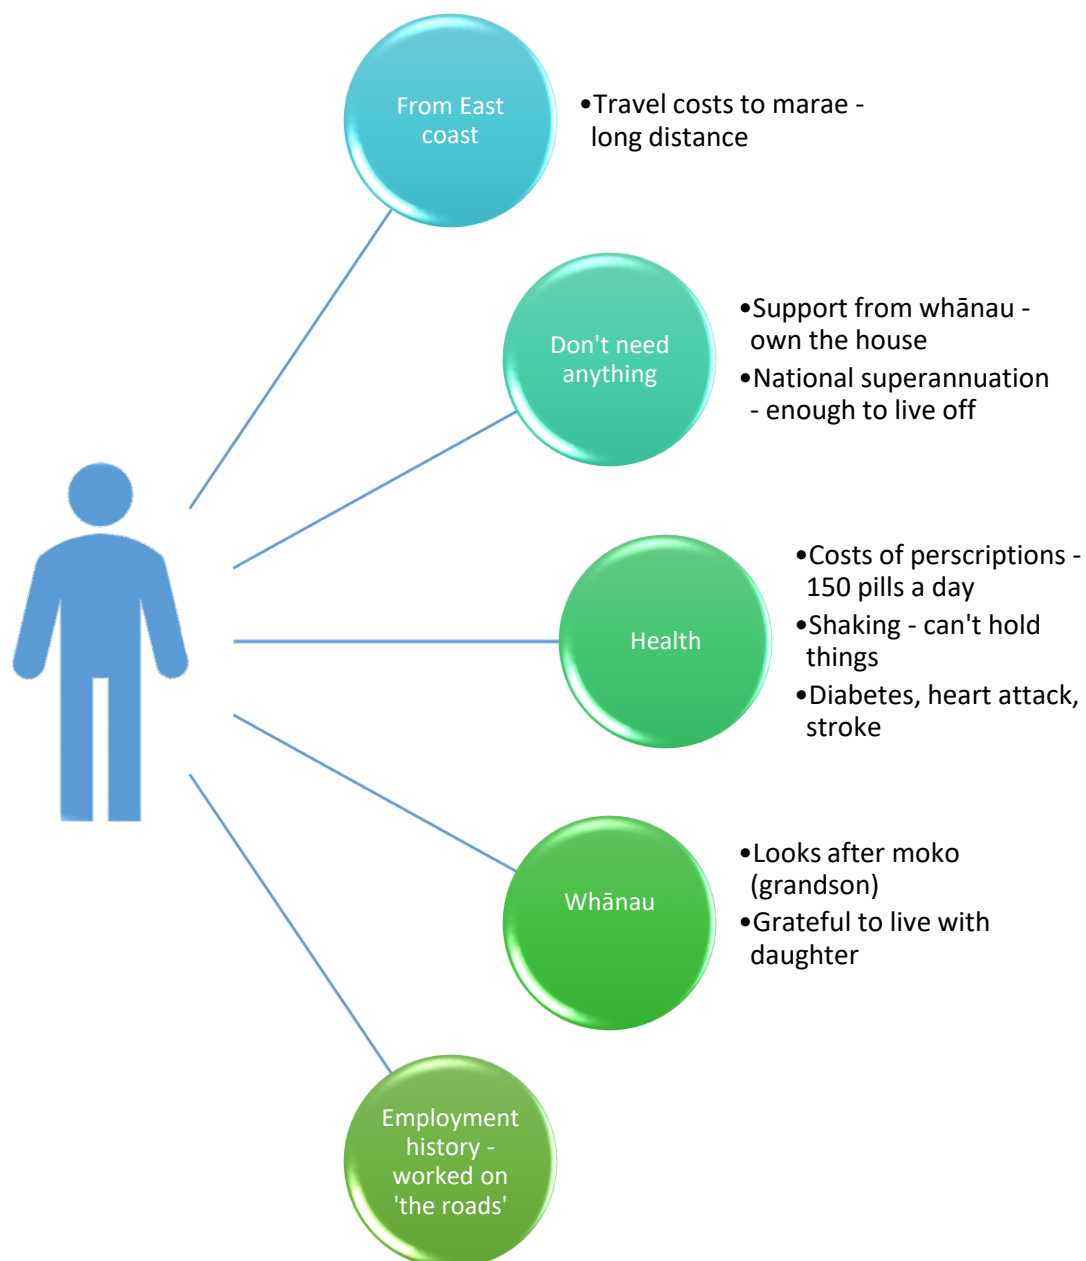 From East
coast
•Travel costs to marae -
long distance
Don't need
anything
•Support from whānau -
own the house
•National superannuation
- enough to live off
Health
•Costs of perscriptions -
150 pills a day
•Shaking - can't hold
things
•Diabetes, heart attack,
stroke
Whānau
•Looks after moko
(grandson)
•Grateful to live with
daughter
Employment
history -
worked on
'the roads'